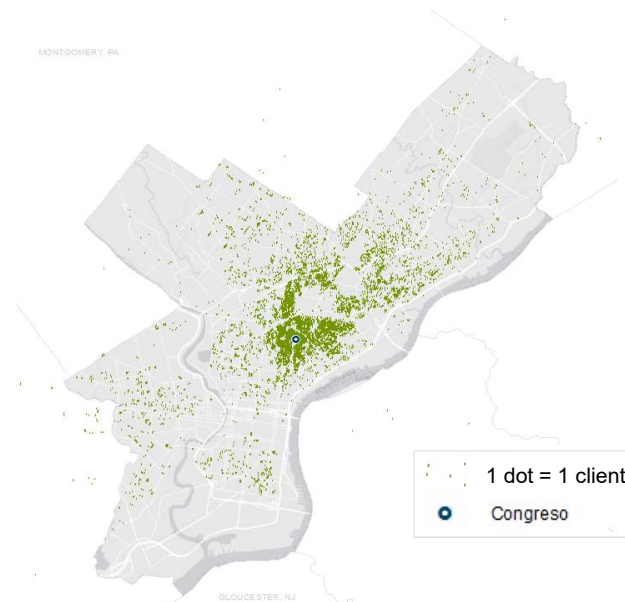 MONTGOMERY, PA
1 dot = 1 client
Congreso
GLOUCESTER, NJ